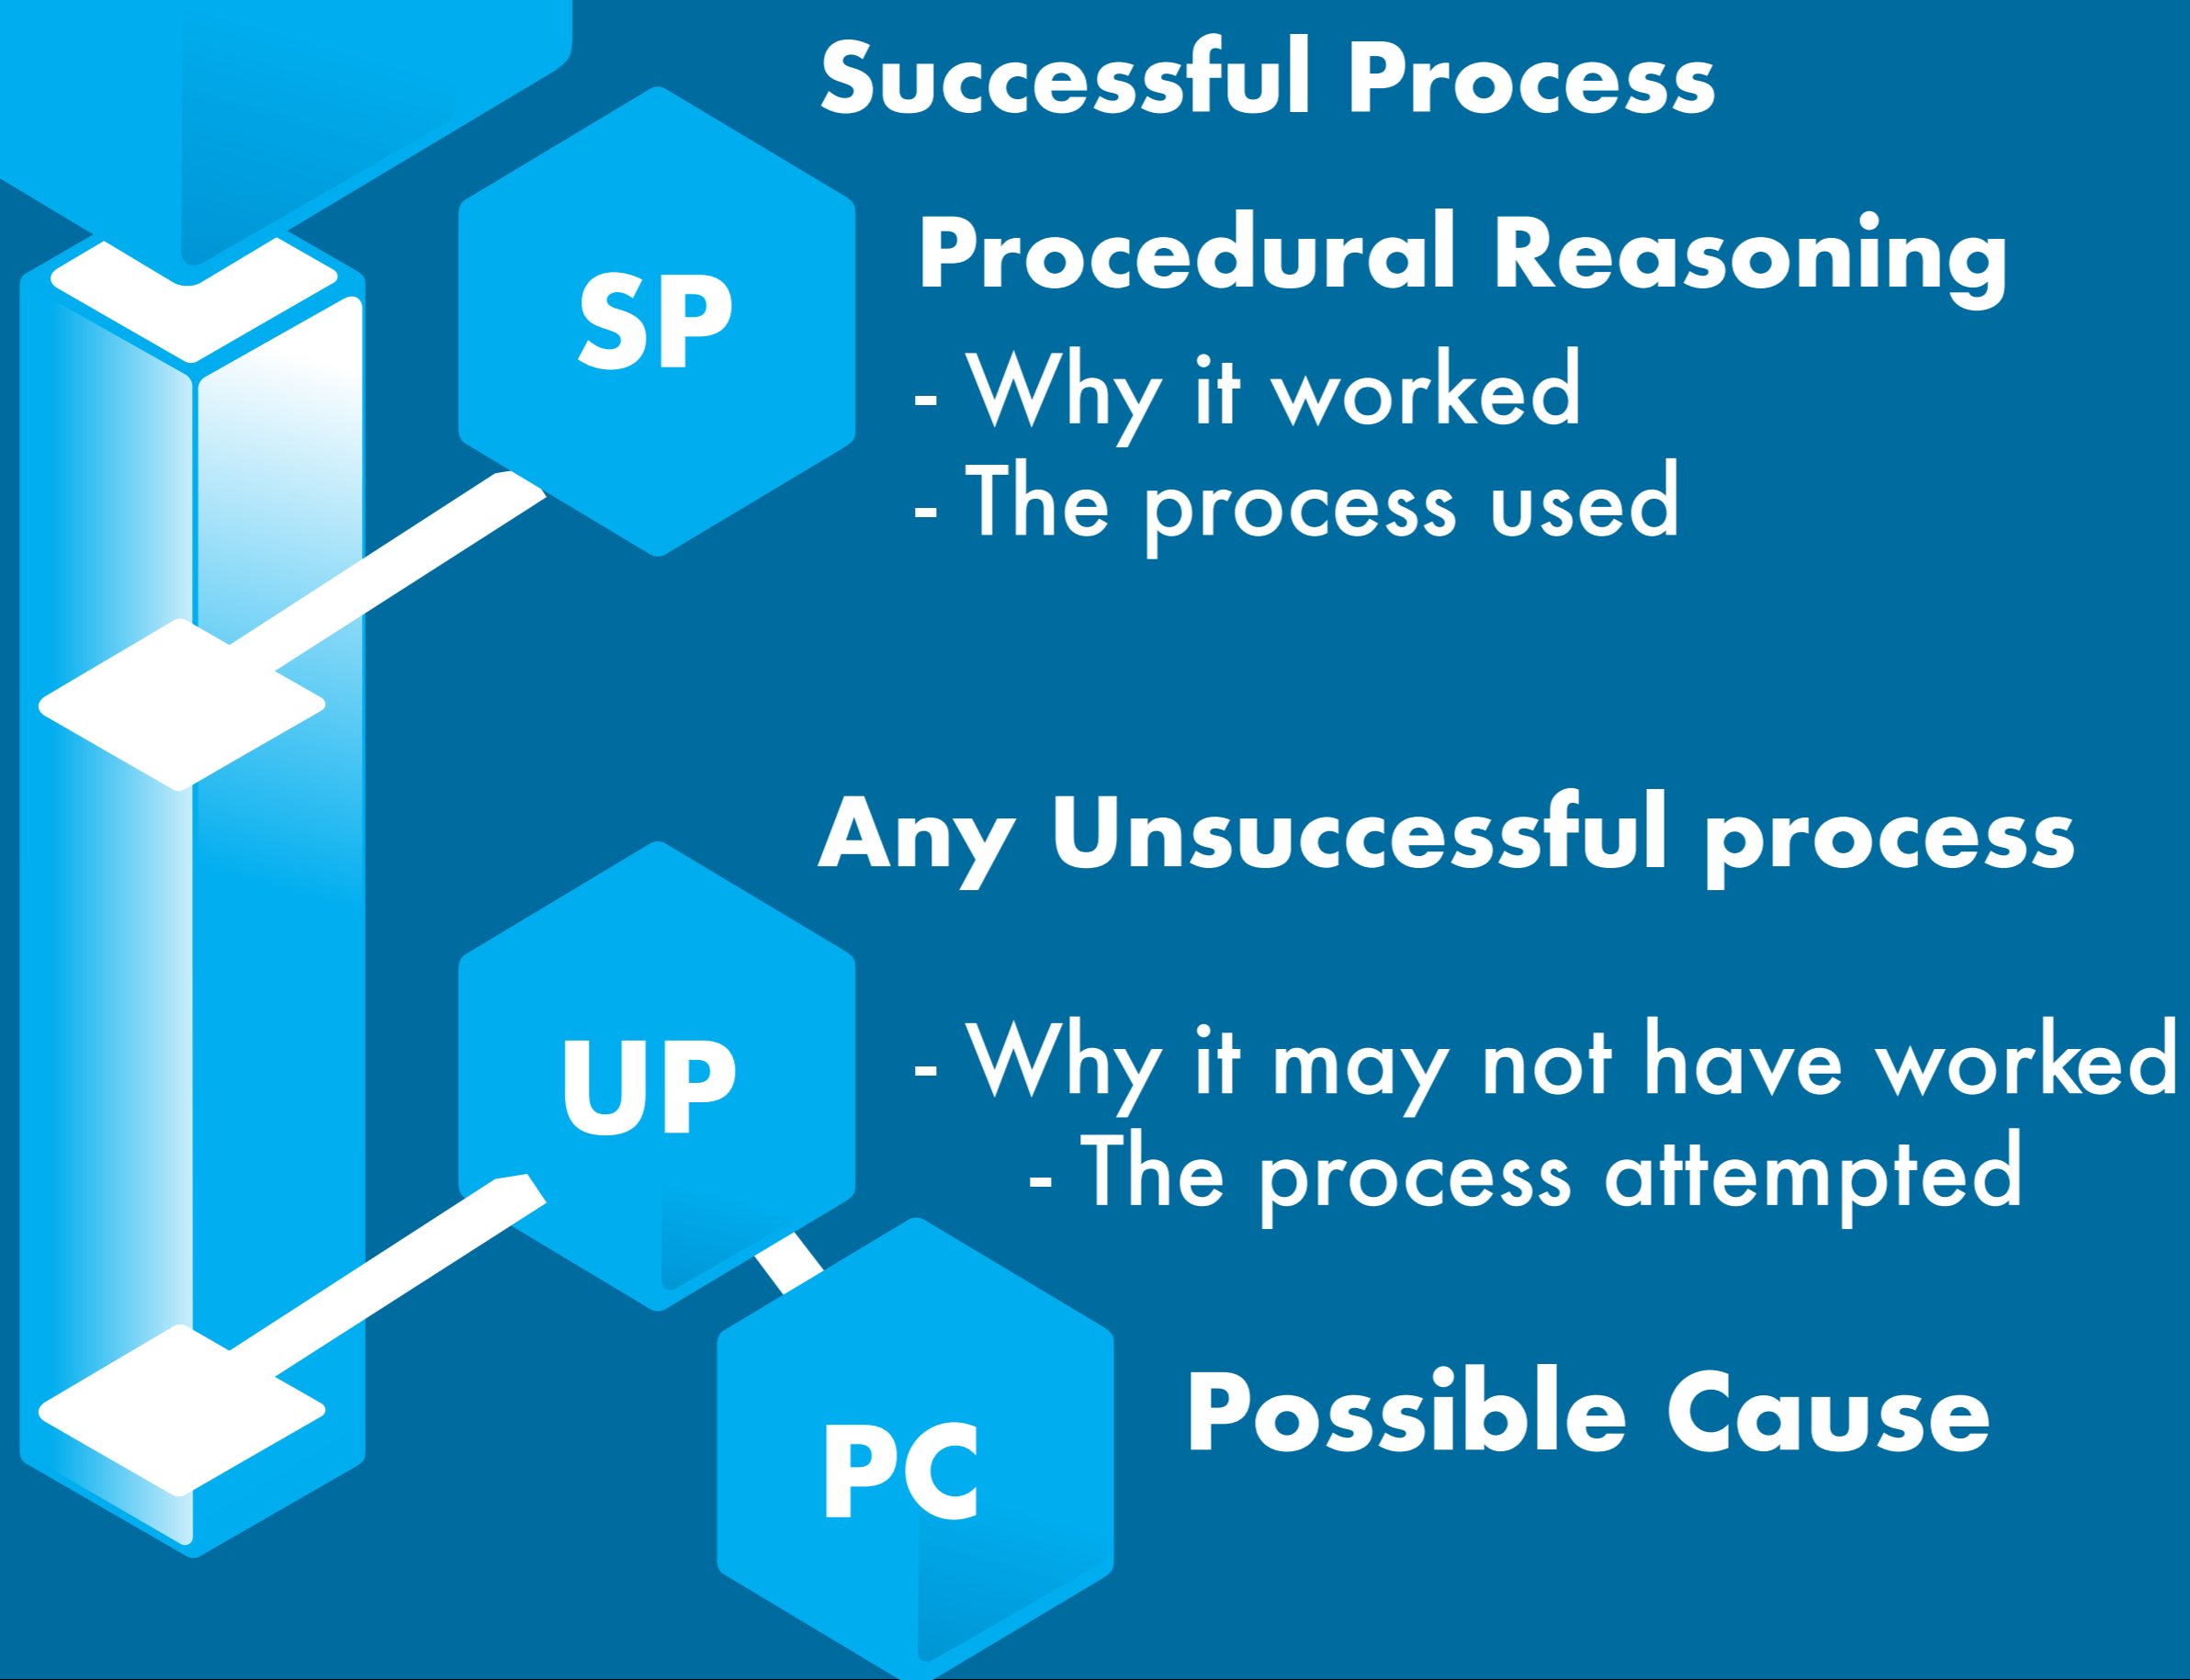 Successful Process
SP
Procedural Reasoning
- Why it worked
- The process used
Any Unsuccessful process
UP
- Why it may not have worked
- The process attempted
PC
Possible Cause